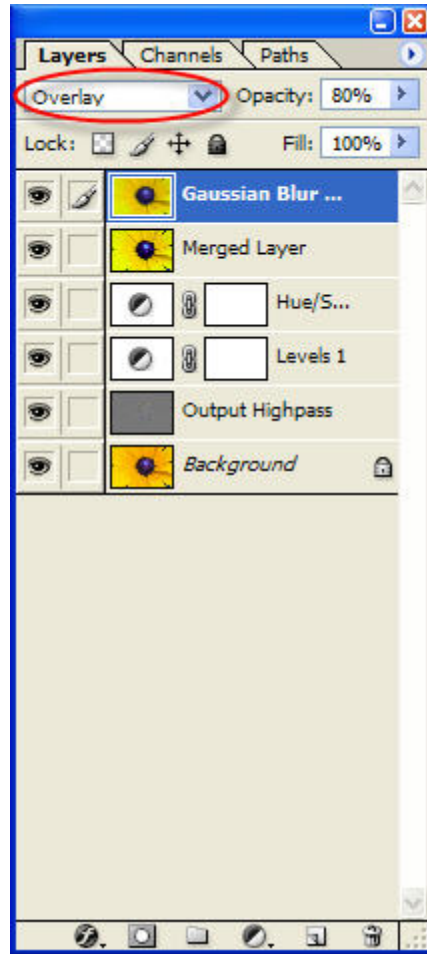 Layers Channels Paths
Overlay Opacity: 80%
Lock: Fill: 100%
Gaussian Blur ...
Merged Layer
Hue/S...
Levels 1
Output Highpass
Background